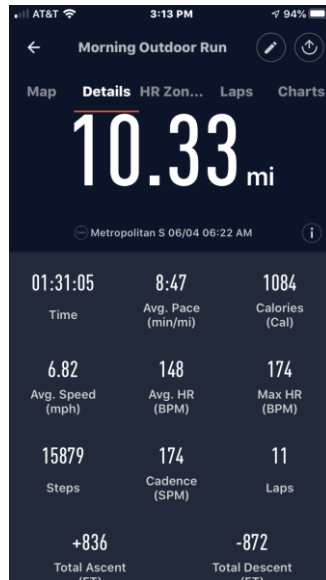 AT&T 3:13 PM 94%
Morning Outdoor Run
Map Details HR Zon... Laps Charts
10.33 mi
Metropolitan S 06/04 06:22 AM i
01:31:05 8:47 1084
Time Avg. Pace Calories
(min/mi) (Cal)
6.82 148 174
Avg. Speed Avg. HR Max HR
(mph) (BPM) (BPM)
15879 174 11
Steps Cadence Laps
(SPM)
+836 -872
Total Ascent Total Descent
(FT) (FT)